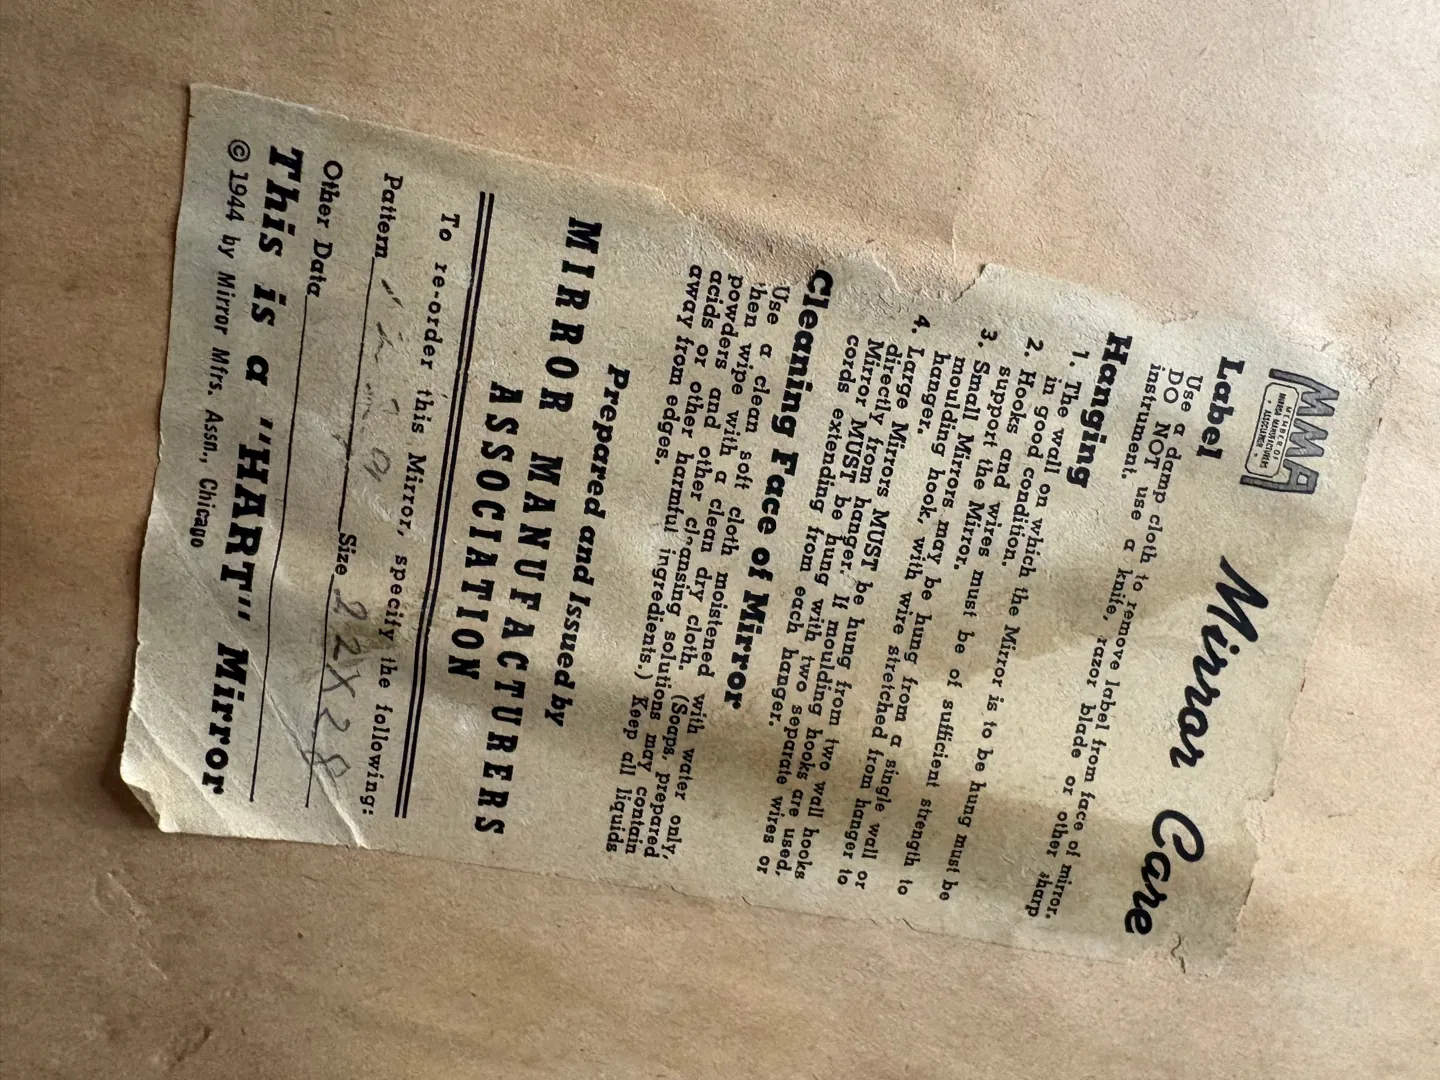 MMA
MEMBER OF
MIRROR MANUFACTURERS
ASSOCIATION
Mirror Care
Label
Use a damp cloth to remove label from face of mirror.
DO NOT use a knife, razor blade or other sharp
instrument.
Hanging
1. The wall on which the Mirror is to be hung must be
in good condition.
2. Hooks and wires must be of sufficient strength to
support the Mirror.
3. Small Mirrors may be hung from a single wall or
moulding hook, with wire stretched from hanger to
hanger.
4. Large Mirrors MUST be hung from two wall hooks
directly from hanger. If moulding hooks are used,
Mirror MUST be hung with two separate wires or
cords extending from each hanger.
Cleaning Face of Mirror
Use a clean soft cloth moistened with water only,
then wipe with a clean dry cloth. (Soaps, prepared
powders and other cleansing solutions may contain
acids or other harmful ingredients.) Keep all liquids
away from edges.
Prepared and Issued by
MIRROR MANUFACTURERS
ASSOCIATION
To re-order this Mirror, specify the following:
Pattern Size 22X28
Other Data
This is a "HART" Mirror
© 1944 by Mirror Mfrs. Assn., Chicago